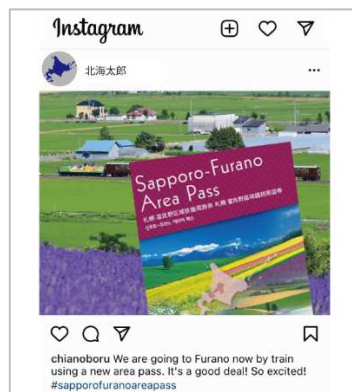 Instagram
北海太郎
Sapporo-Furano
Area Pass
chianoboru We are going to Furano now by train
using a new area pass. It's a good deal! So excited!
#sapporofuranoareapass